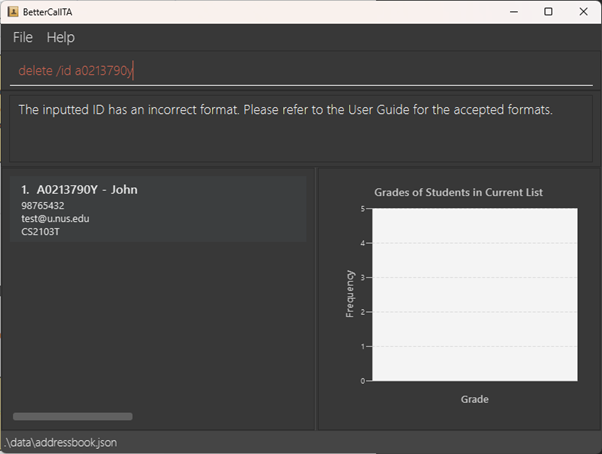 BetterCallTA
File Help
delete /id a0213790y
The inputted ID has an incorrect format. Please refer to the User Guide for the accepted formats.
1. A0213790Y - John
98765432
test@u.nus.edu
CS2103T
Grades of Students in Current List
5
4
3
2
1
0
Frequency
Grade
.\data\addressbook.json